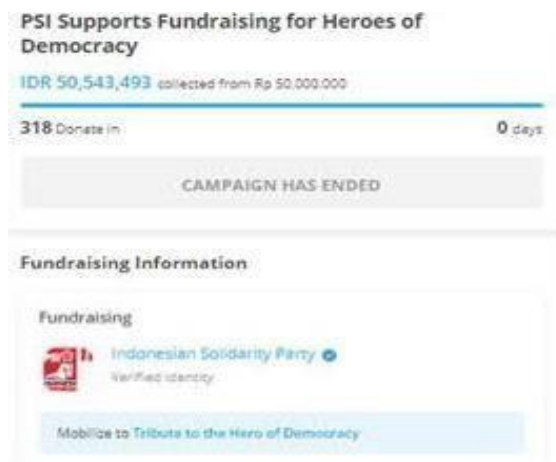 PSI Supports Fundraising for Heroes of
Democracy
IDR 50,543,493 collected from Rp 50.000.000
318 Donate in 0 days
CAMPAIGN HAS ENDED
Fundraising Information
Fundraising
Indonesian Solidarity Party
Verified identity
Mobilize to Tribute to the Hero of Democracy